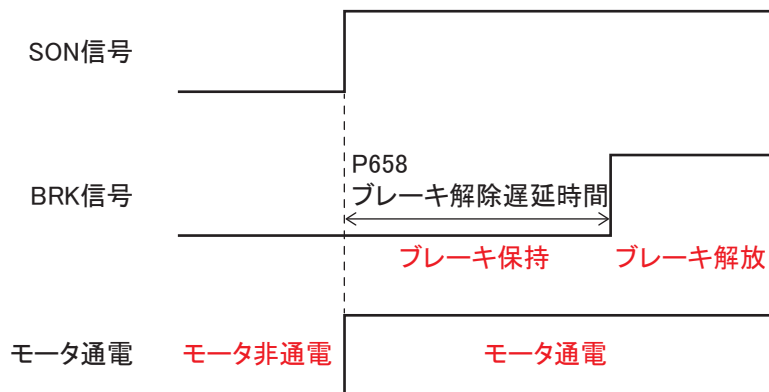 SON信号
P658
BRK信号
ブレーキ解除遅延時間
ブレーキ保持
ブレーキ解放
モータ通電
モータ非通電
モータ通電